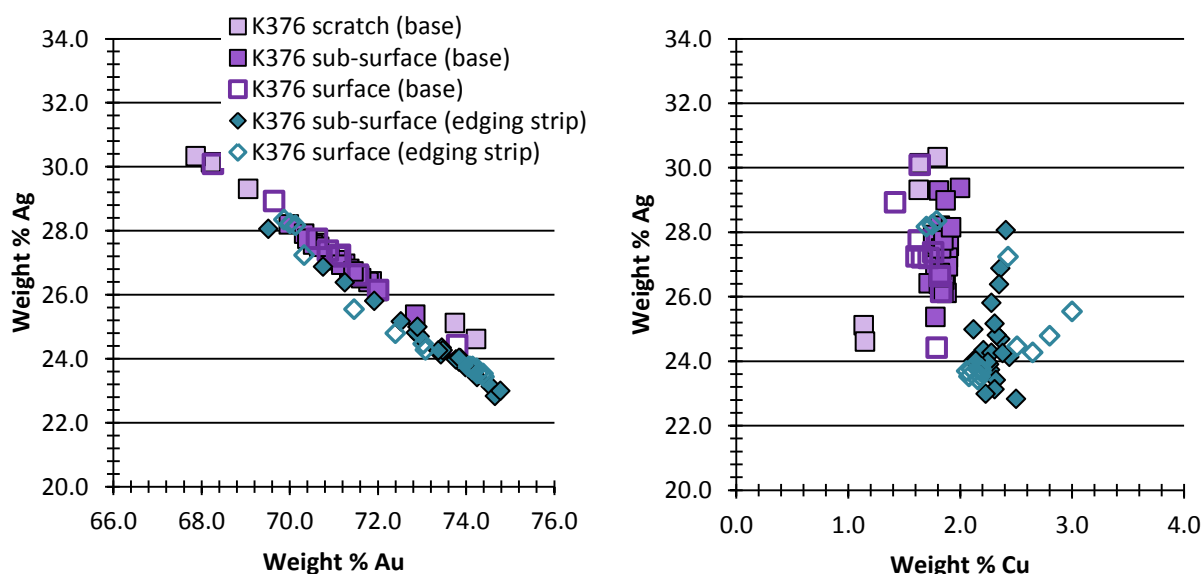 K376 scratch (base)
K376 sub-surface (base)
K376 surface (base)
K376 sub-surface (edging strip)
K376 surface (edging strip)
Weight % Ag
34.0
32.0
30.0
28.0
26.0
24.0
22.0
20.0
66.0 68.0 70.0 72.0 74.0 76.0
Weight % Au
Weight % Ag
34.0
32.0
30.0
28.0
26.0
24.0
22.0
20.0
0.0 1.0 2.0 3.0 4.0
Weight % Cu